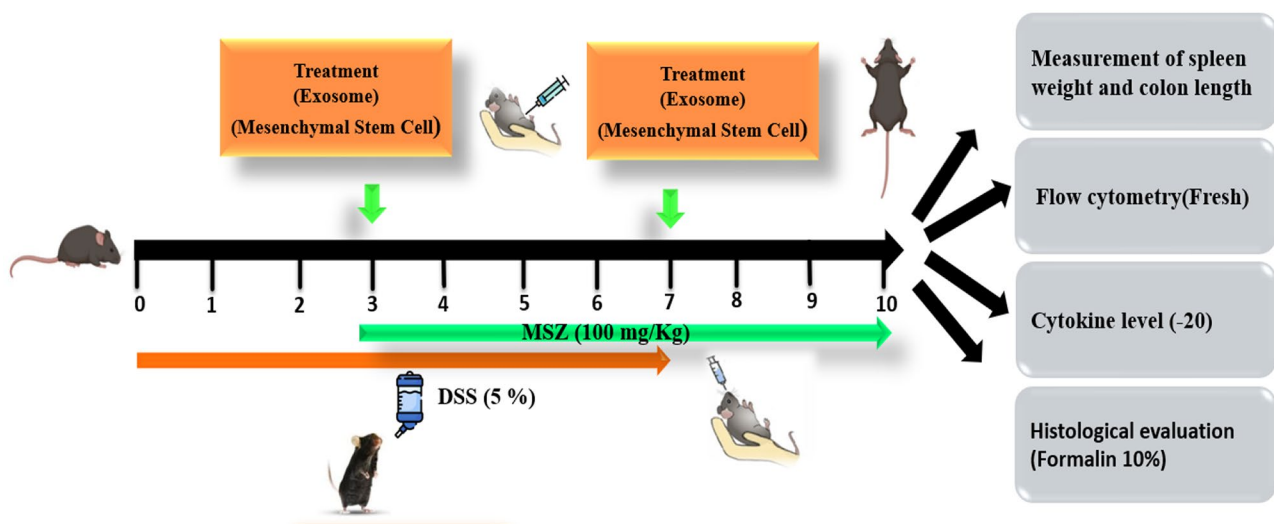 Treatment
(Exosome)
(Mesenchymal Stem Cell)
Treatment
(Exosome)
(Mesenchymal Stem Cell)
0 1 2 3 4 5 6 7 8 9 10
MSZ (100 mg/Kg)
DSS (5 %)
Measurement of spleen
weight and colon length
Flow cytometry(Fresh)
Cytokine level (-20)
Histological evaluation
(Formalin 10%)